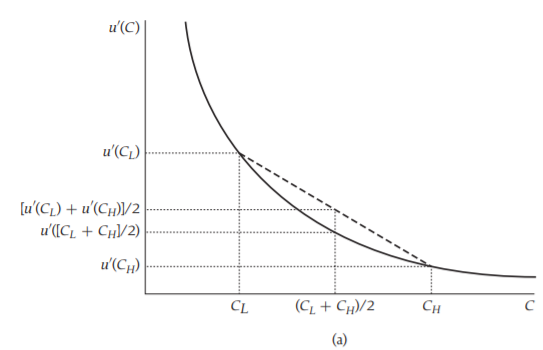 u′(C)
u′(C_L)
[u′(C_L) + u′(C_H)]/2
u′([C_L + C_H]/2)
u′(C_H)
C_L (C_L + C_H)/2 C_H C
(a)